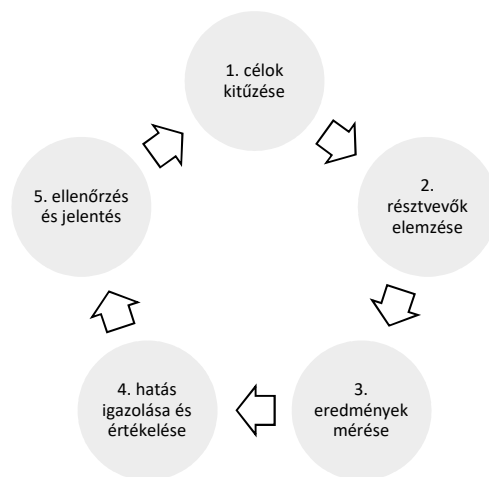 1. célok
kitűzése
2.
résztvevők
elemzése
3.
eredmények
mérése
4. hatás
igazolása és
értékelése
5. ellenőrzés
és jelentés